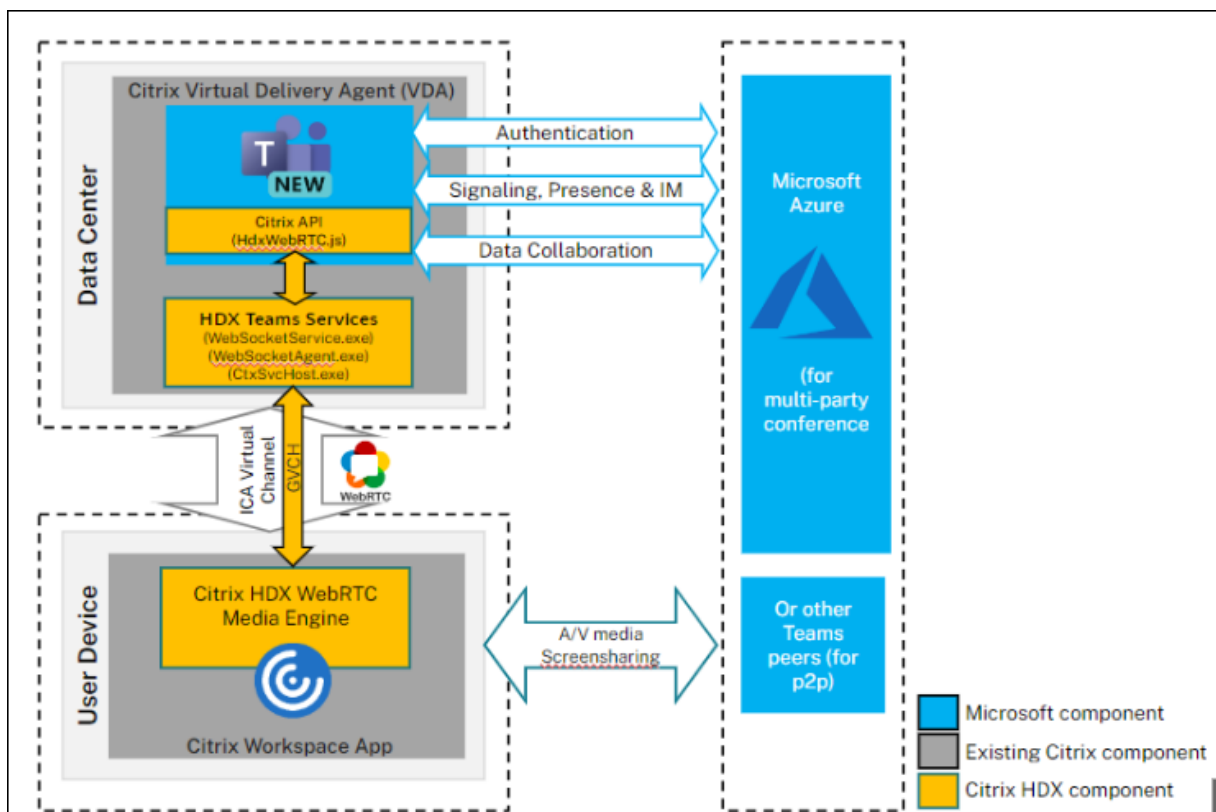 Data Center
Citrix Virtual Delivery Agent (VDA)
T
NEW
Citrix API
(HdxWebRTC.js)
HDX Teams Services
(WebSocketService.exe)
(WebSocketAgent.exe)
(CtxSvcHost.exe)
Authentication
Signaling, Presence & IM
Data Collaboration
Microsoft
Azure
(for
multi-party
conference
ICA Virtual
Channel
GVCH
WebRTC
User Device
Citrix HDX WebRTC
Media Engine
Citrix Workspace App
A/V media
Screensharing
Or other
Teams
peers (for
p2p)
Microsoft component
Existing Citrix component
Citrix HDX component